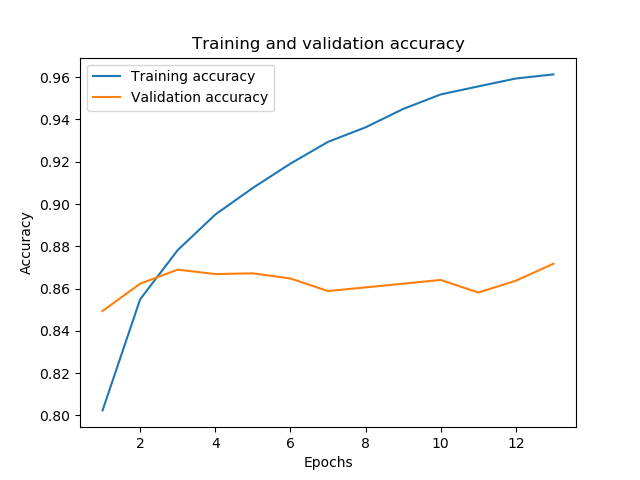 Training and validation accuracy
Training accuracy
Validation accuracy
Accuracy
0.96
0.94
0.92
0.90
0.88
0.86
0.84
0.82
0.80
2 4 6 8 10 12
Epochs